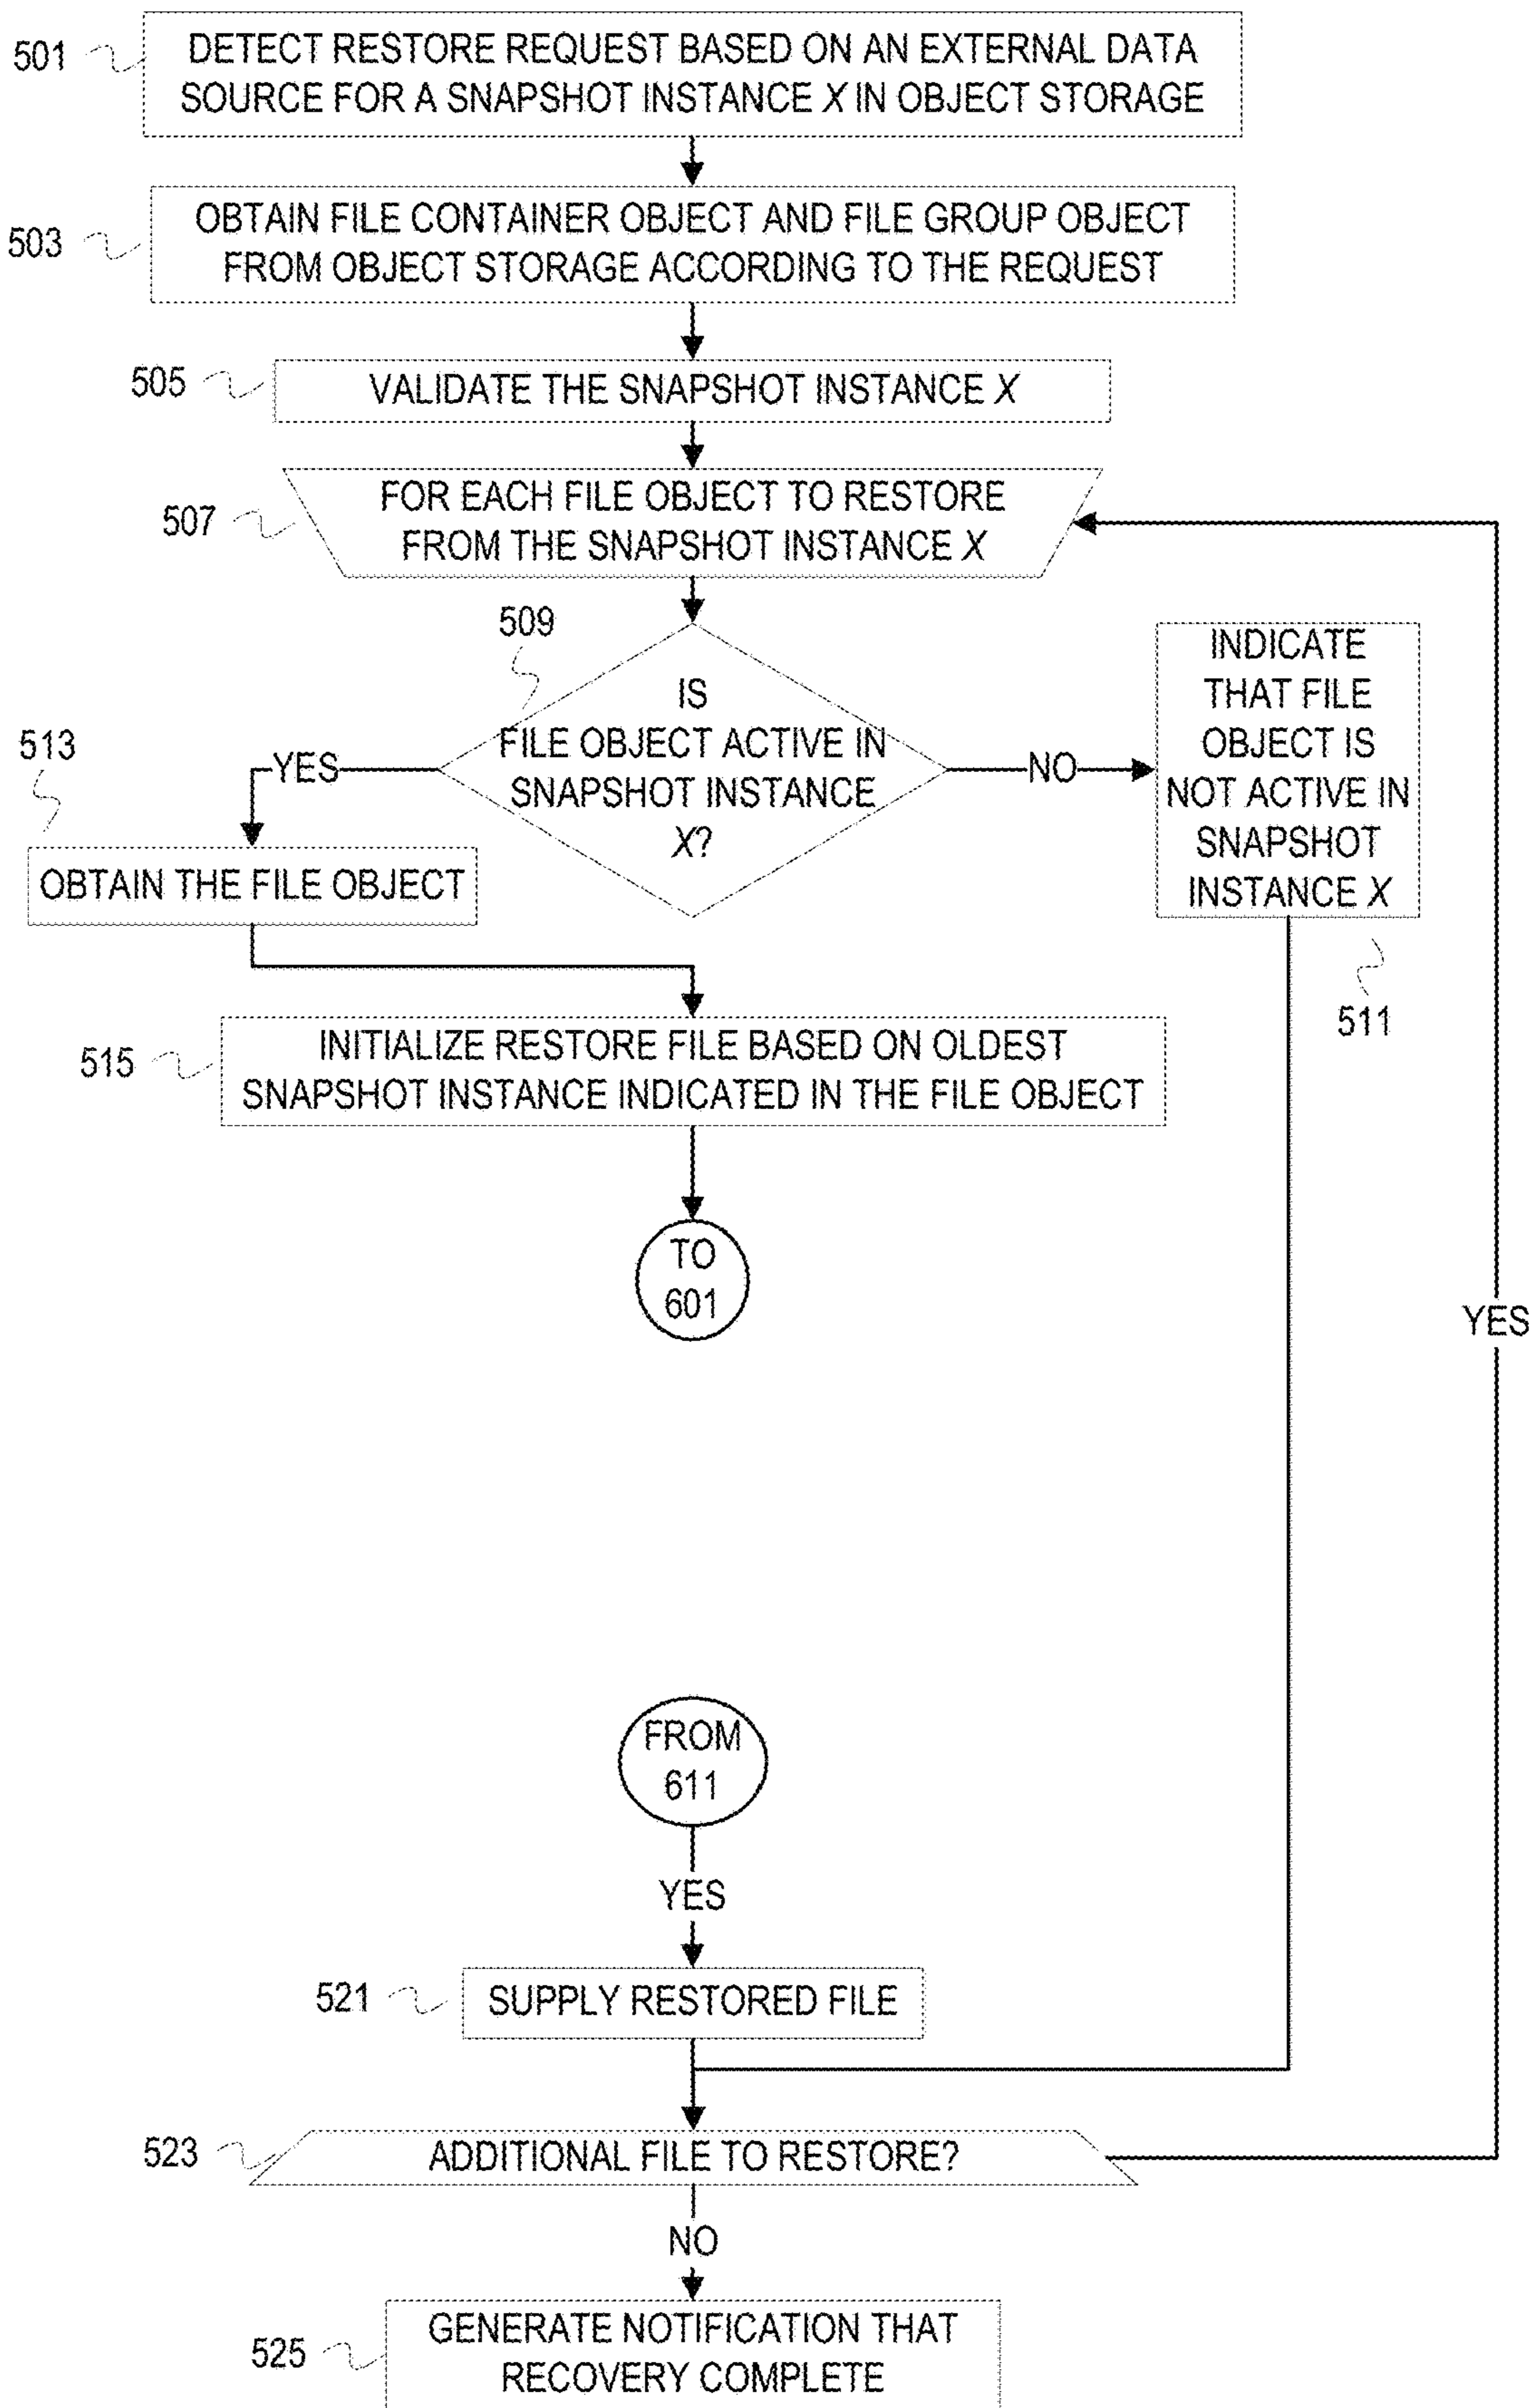 501
DETECT RESTORE REQUEST BASED ON AN EXTERNAL DATA
SOURCE FOR A SNAPSHOT INSTANCE X IN OBJECT STORAGE
503
OBTAIN FILE CONTAINER OBJECT AND FILE GROUP OBJECT
FROM OBJECT STORAGE ACCORDING TO THE REQUEST
505
VALIDATE THE SNAPSHOT INSTANCE X
507
FOR EACH FILE OBJECT TO RESTORE
FROM THE SNAPSHOT INSTANCE X
509
IS
FILE OBJECT ACTIVE IN
SNAPSHOT INSTANCE
X?
NO
INDICATE
THAT FILE
OBJECT IS
NOT ACTIVE IN
SNAPSHOT
INSTANCE X
511
YES
513
OBTAIN THE FILE OBJECT
515
INITIALIZE RESTORE FILE BASED ON OLDEST
SNAPSHOT INSTANCE INDICATED IN THE FILE OBJECT
TO
601
YES
FROM
611
YES
521
SUPPLY RESTORED FILE
523
ADDITIONAL FILE TO RESTORE?
NO
525
GENERATE NOTIFICATION THAT
RECOVERY COMPLETE